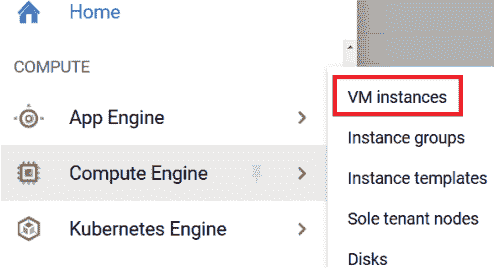 Home
COMPUTE
App Engine
Compute Engine
Kubernetes Engine
VM instances
Instance groups
Instance templates
Sole tenant nodes
Disks